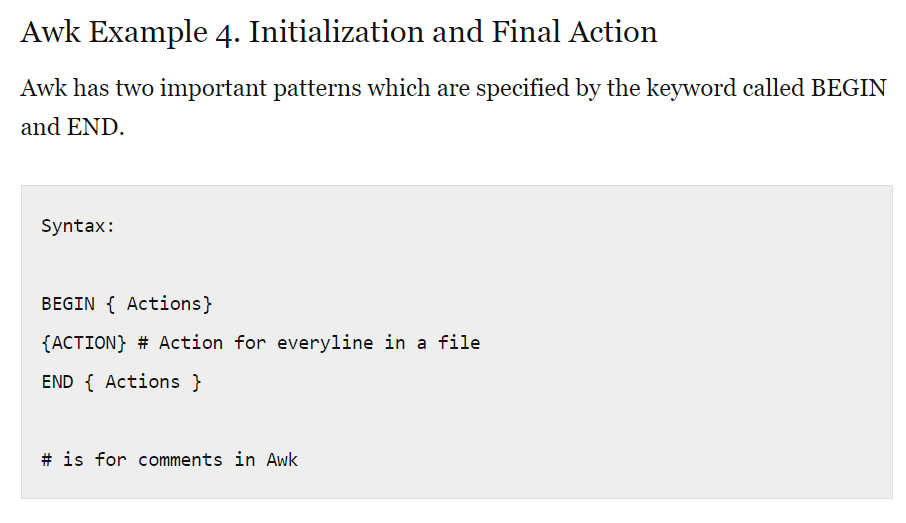 Awk Example 4. Initialization and Final Action
Awk has two important patterns which are specified by the keyword called BEGIN
and END.
Syntax:
BEGIN { Actions}
{ACTION} # Action for everyline in a file
END { Actions }
# is for comments in Awk